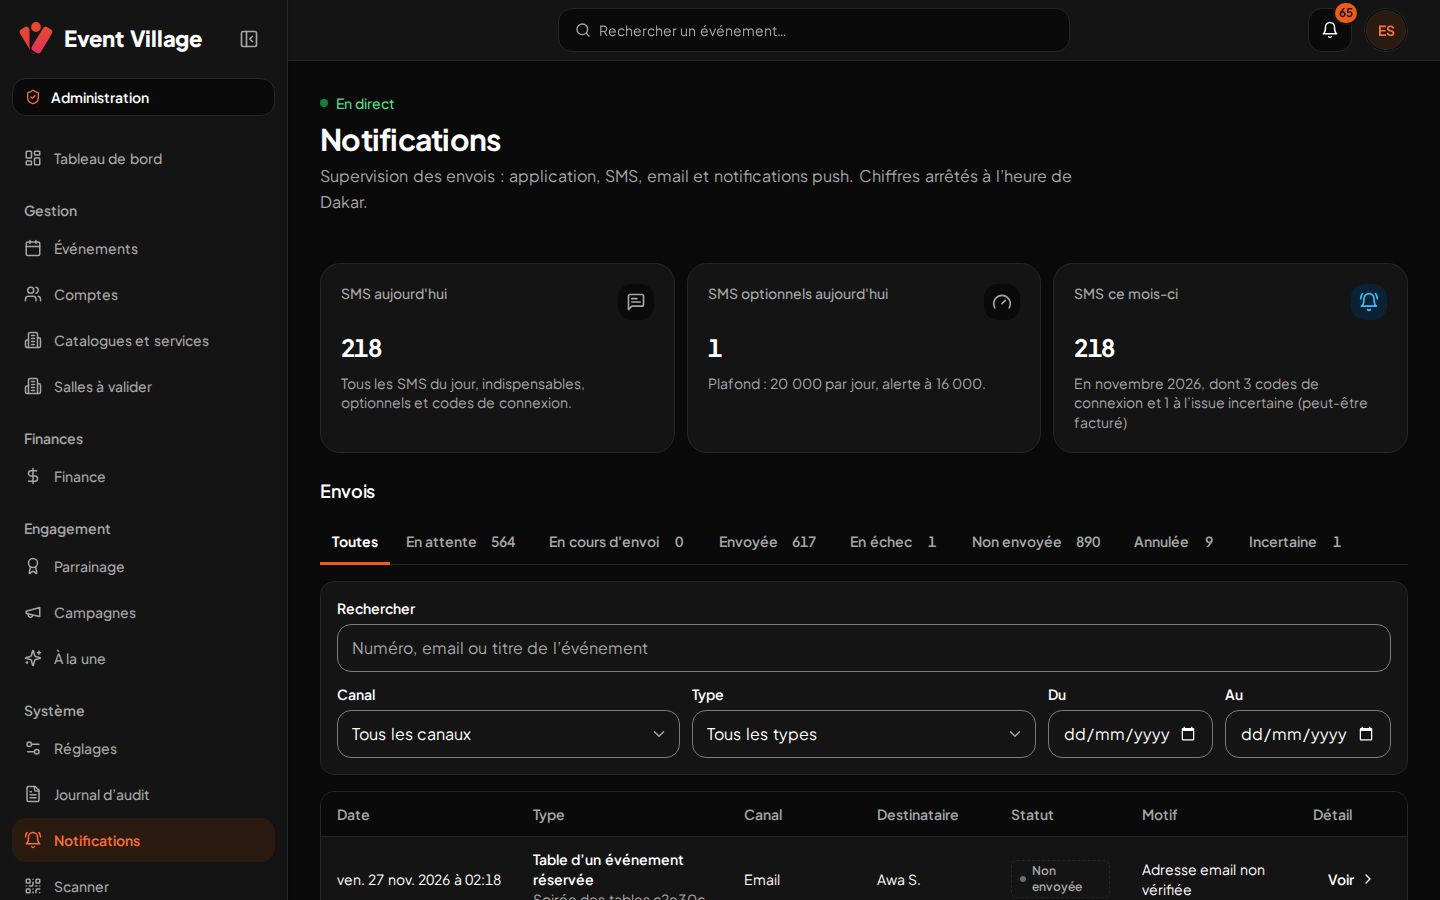 Event Village
Rechercher un événement...
65
ES
Administration
Tableau de bord
Gestion
Événements
Comptes
Catalogues et services
Salles à valider
Finances
Finance
Engagement
Parrainage
Campagnes
À la une
Système
Réglages
Journal d’audit
Notifications
Scanner
En direct
Notifications
Supervision des envois : application, SMS, email et notifications push. Chiffres arrêtés à l’heure de
Dakar.
SMS aujourd'hui
218
Tous les SMS du jour, indispensables,
optionnels et codes de connexion.
SMS optionnels aujourd'hui
1
Plafond : 20 000 par jour, alerte à 16 000.
SMS ce mois-ci
218
En novembre 2026, dont 3 codes de
connexion et 1 à l’issue incertaine (peut-être
facturé)
Envois
Toutes En attente 564 En cours d'envoi 0 Envoyée 617 En échec 1 Non envoyée 890 Annulée 9 Incertaine 1
Rechercher
Numéro, email ou titre de l’événement
Canal Type Du Au
Tous les canaux Tous les types dd/mm/yyyy dd/mm/yyyy
Date Type Canal Destinataire Statut Motif Détail
ven. 27 nov. 2026 à 02:18
Table d’un événement
réservée
Soirée des tables c2e30c
Email
Awa S.
Non
envoyée
Adresse email non
vérifiée
Voir